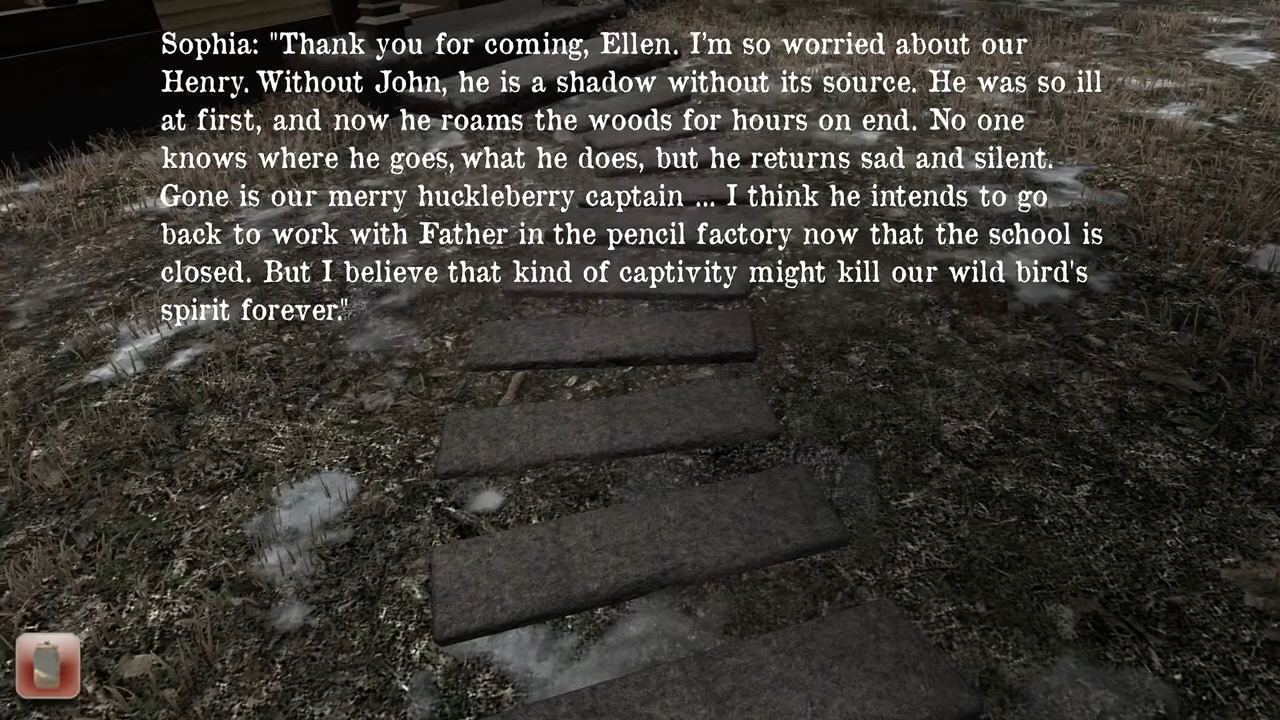 Sophia: "Thank you for coming, Ellen. I'm so worried about our
Henry. Without John, he is a shadow without its source. He was so ill
at first, and now he roams the woods for hours on end. No one
knows where he goes, what he does, but he returns sad and silent.
Gone is our merry huckleberry captain ... I think he intends to go
back to work with Father in the pencil factory now that the school is
closed. But I believe that kind of captivity might kill our wild bird's
spirit forever."